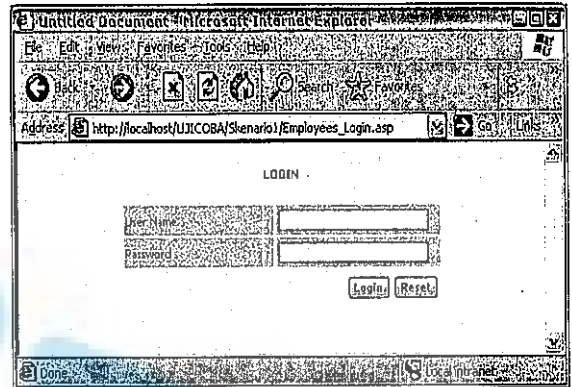 Untitled Document - Microsoft Internet Explorer
File Edit View Favorites Tools Help
Back Search Favorites
Address http://localhost/UJICOBA/Skenario1/Employees_Login.asp Go Links
LOGIN
User Name
Password
Login Reset
Done Local intranet